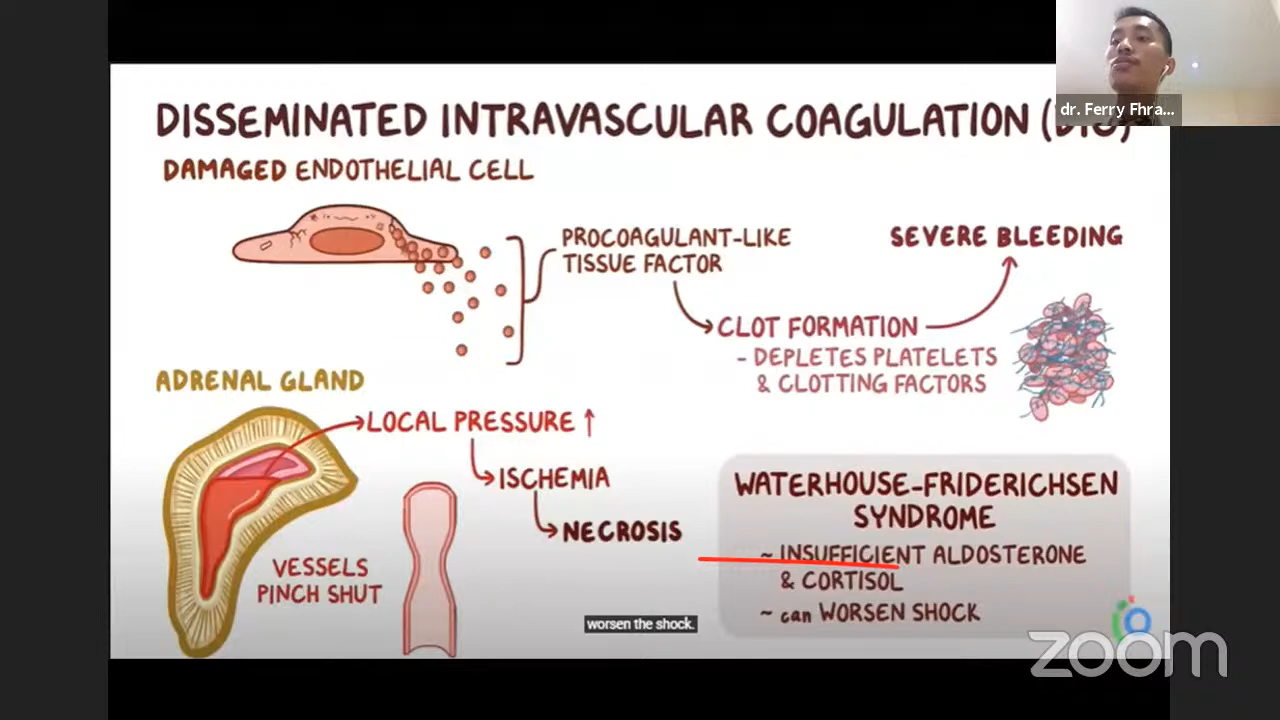 dr. Ferry Fhra...
DISSEMINATED INTRAVASCULAR COAGULATION (DIC)
DAMAGED ENDOTHELIAL CELL
PROCOAGULANT-LIKE
TISSUE FACTOR
SEVERE BLEEDING
CLOT FORMATION
- DEPLETES PLATELETS
& CLOTTING FACTORS
ADRENAL GLAND
LOCAL PRESSURE ↑
ISCHEMIA
NECROSIS
VESSELS
PINCH SHUT
WATERHOUSE-FRIDERICHSEN
SYNDROME
~ INSUFFICIENT ALDOSTERONE
& CORTISOL
~ can WORSEN SHOCK
worsen the shock.
zoom